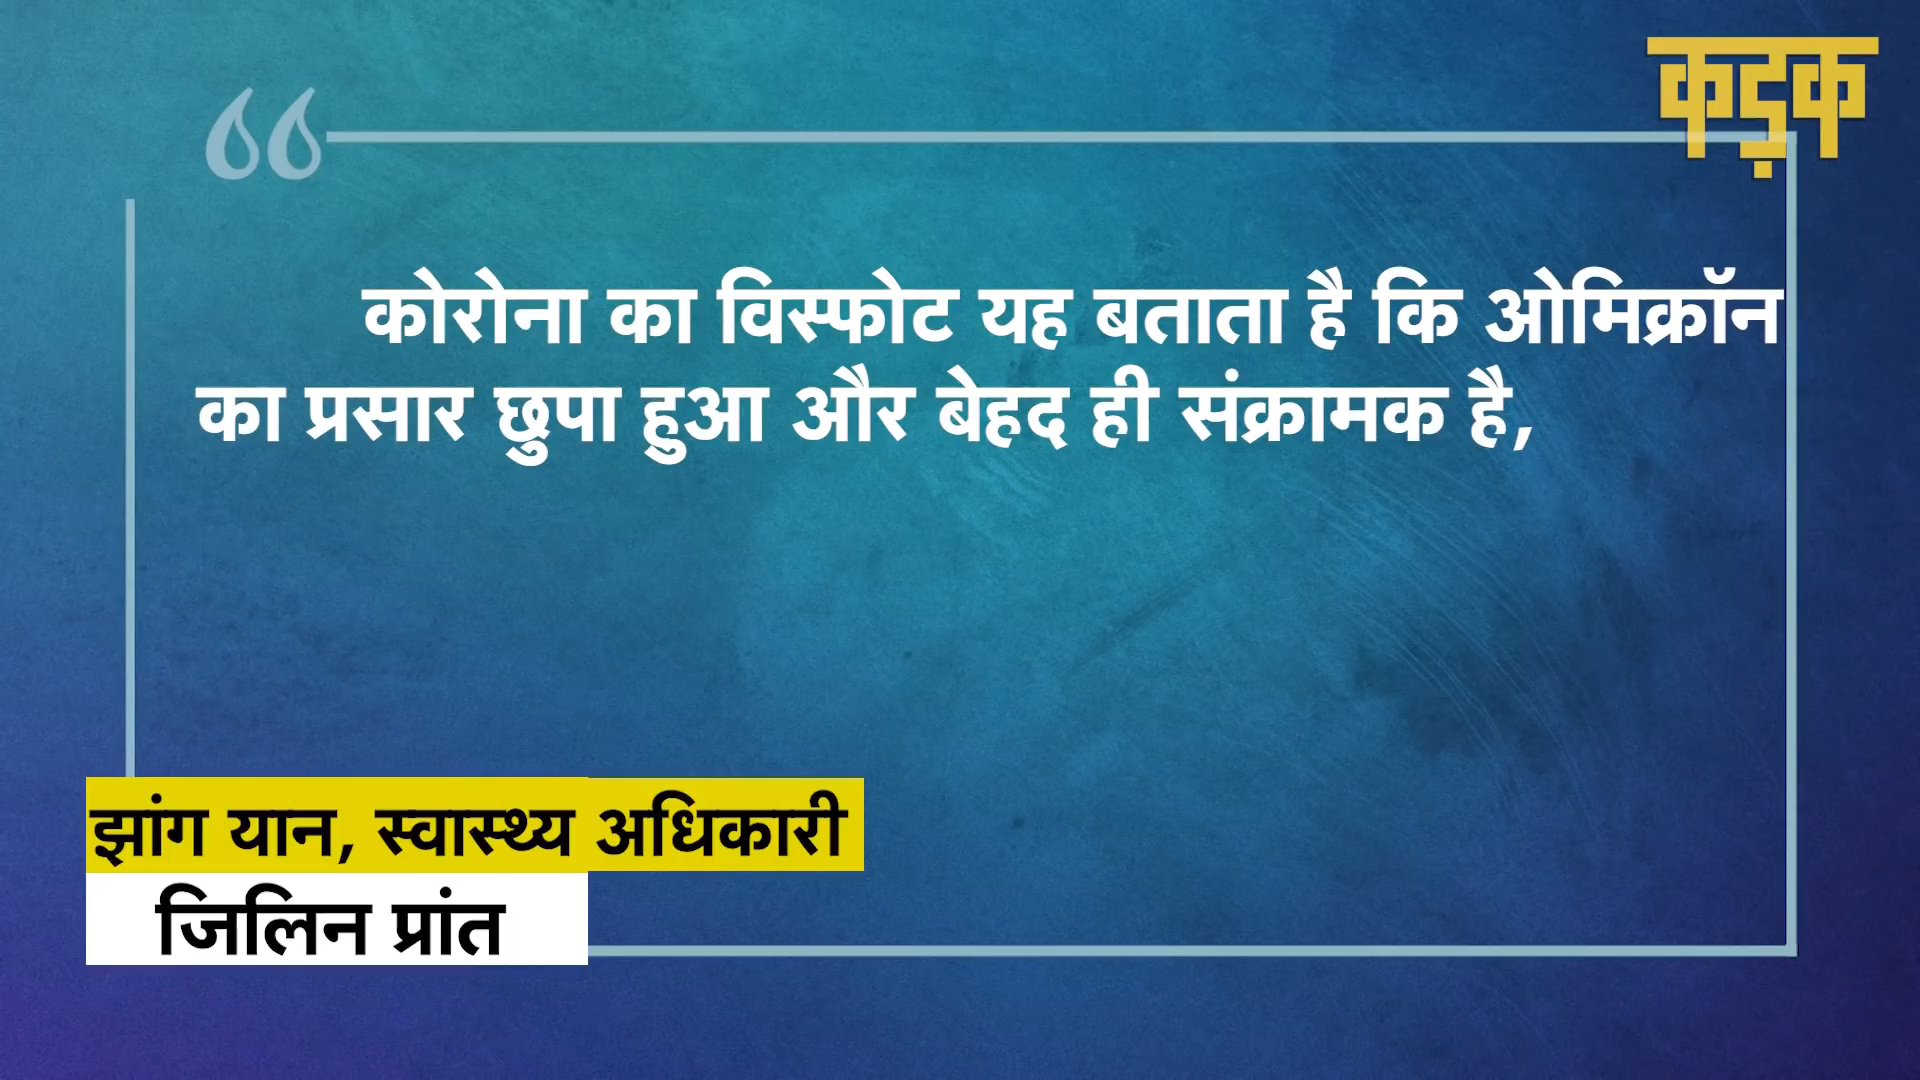 कड़क
कोरोना का विस्फोट यह बताता है कि ओमिक्रॉन
का प्रसार छुपा हुआ और बेहद ही संक्रामक है,
झांग यान, स्वास्थ्य अधिकारी
जिलिन प्रांत